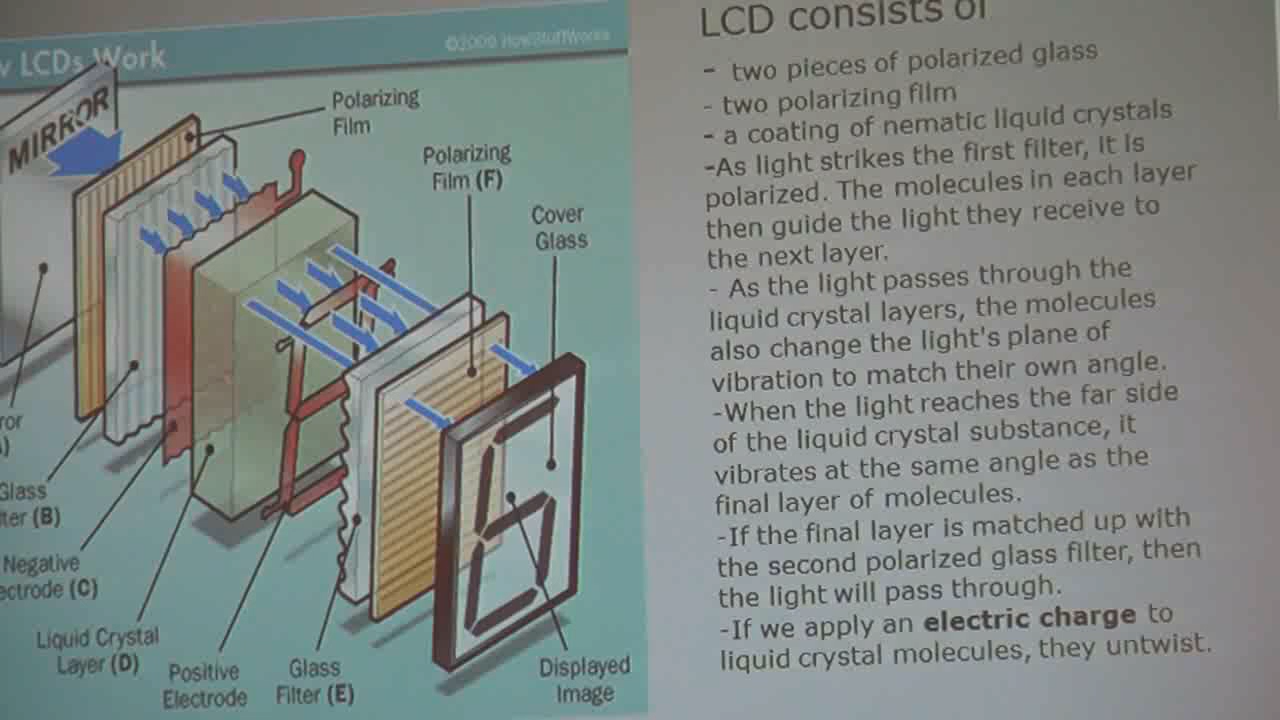 LCDs Work
©2000 HowStuffWorks
MIRROR
Polarizing
Film
Polarizing
Film (F)
Cover
Glass
Glass
(B)
Negative
(C)
Liquid Crystal
Layer (D)
Positive
Electrode
Glass
Filter (E)
Displayed
Image
LCD consists of
- two pieces of polarized glass
- two polarizing film
- a coating of nematic liquid crystals
-As light strikes the first filter, it is
polarized. The molecules in each layer
then guide the light they receive to
the next layer.
- As the light passes through the
liquid crystal layers, the molecules
also change the light's plane of
vibration to match their own angle.
-When the light reaches the far side
of the liquid crystal substance, it
vibrates at the same angle as the
final layer of molecules.
-If the final layer is matched up with
the second polarized glass filter, then
the light will pass through.
-If we apply an electric charge to
liquid crystal molecules, they untwist.